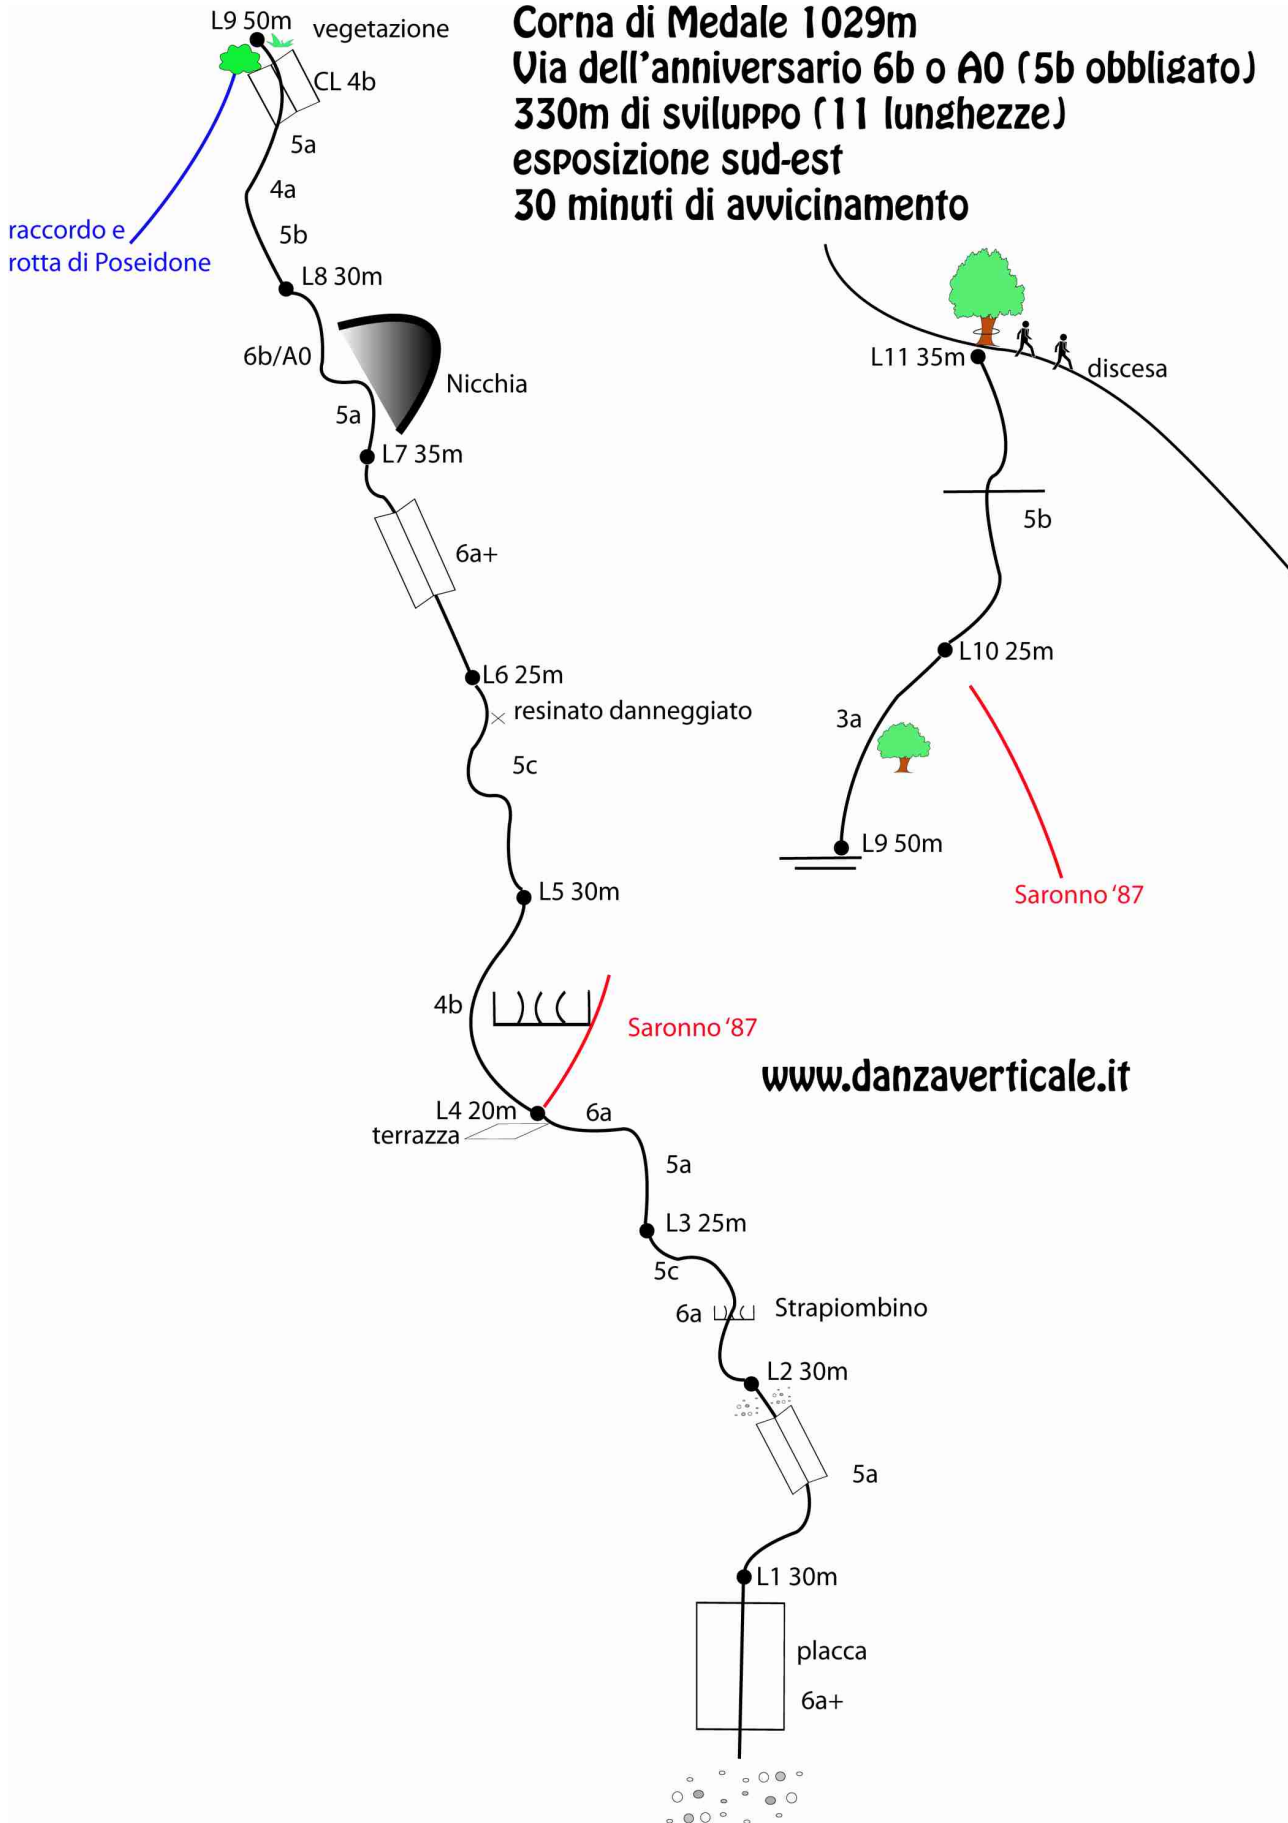 Corna di Medale 1029m
Via dell'anniversario 6b o A0 (5b obbligato)
330m di sviluppo (11 lunghezze)
esposizione sud-est
30 minuti di avvicinamento
L9 50m
vegetazione
CL 4b
5a
4a
5b
raccordo e
rotta di Poseidone
L8 30m
6b/A0
Nicchia
5a
L7 35m
6a+
L6 25m
resinato danneggiato
5c
L5 30m
4b
Saronno '87
L4 20m
6a
terrazza
5a
L3 25m
5c
6a
Strapiombino
L2 30m
5a
L1 30m
placca
6a+
L11 35m
discesa
5b
L10 25m
3a
L9 50m
Saronno '87
www.danzaverticale.it